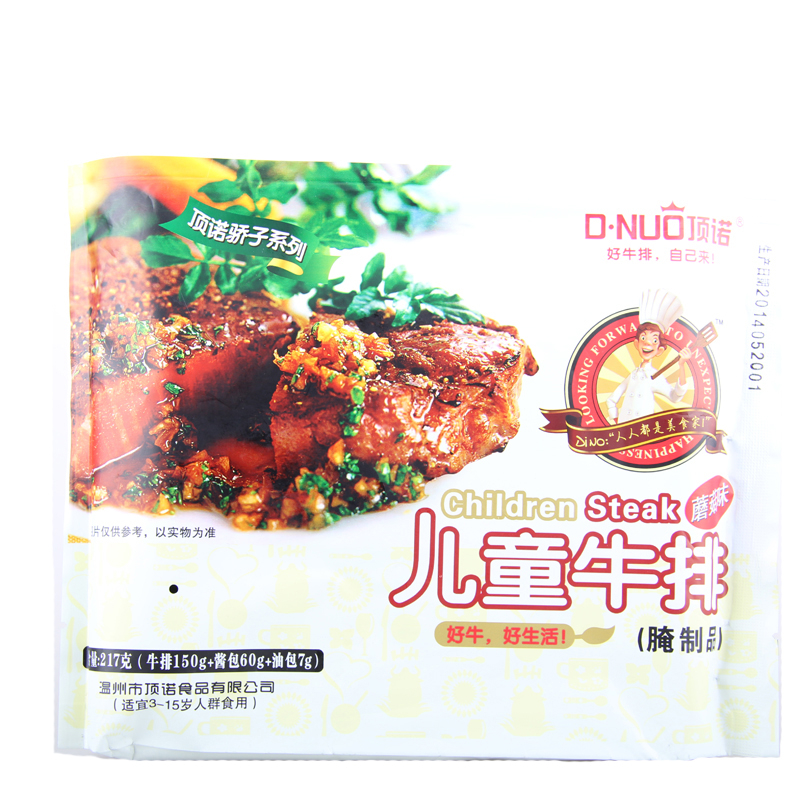 顶诺骄子系列
D·NUO顶诺®
好牛排，自己来！
生产日期2014052001
TM
LOOKING FORWARD TO UNEXPECTED
HAPPINESS
DiNO:“人人都是美食家!”
Children Steak
蘑菇味
片仅供参考，以实物为准
儿童牛排
好牛，好生活!
(腌制品)
量:217克(牛排150g+酱包60g+油包7g)
温州市顶诺食品有限公司
(适宜3~15岁人群食用)